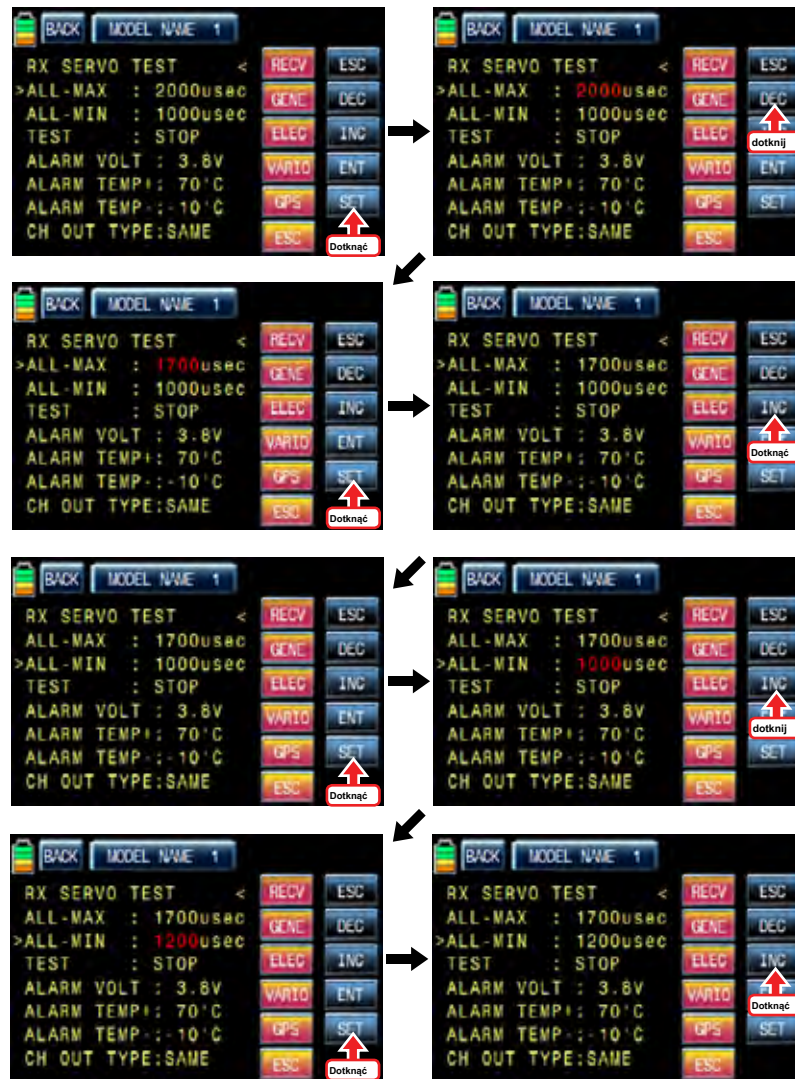 BACK MODEL NAME 1
RX SERVO TEST < RECV ESC
>ALL-MAX : 2000usec GENE DEC
ALL-MIN : 1000usec
TEST : STOP ELEC INC
ALARM VOLT : 3.8V VARIO ENT
ALARM TEMP+: 70'C
ALARM TEMP-:-10'C GPS SET
CH OUT TYPE:SAME ESC
Dotknąć
BACK MODEL NAME 1
RX SERVO TEST < RECV ESC
>ALL-MAX : 2000usec GENE DEC
ALL-MIN : 1000usec
TEST : STOP ELEC
dotknij
ALARM VOLT : 3.8V VARIO ENT
ALARM TEMP+: 70'C
ALARM TEMP-:-10'C GPS SET
CH OUT TYPE:SAME ESC
BACK MODEL NAME 1
RX SERVO TEST < RECV ESC
>ALL-MAX : 1700usec GENE DEC
ALL-MIN : 1000usec
TEST : STOP ELEC INC
ALARM VOLT : 3.8V VARIO ENT
ALARM TEMP+: 70'C
ALARM TEMP-:-10'C GPS SET
CH OUT TYPE:SAME ESC
Dotknąć
BACK MODEL NAME 1
RX SERVO TEST < RECV ESC
>ALL-MAX : 1700usec GENE DEC
ALL-MIN : 1000usec
TEST : STOP ELEC INC
ALARM VOLT : 3.8V VARIO
Dotknąć
ALARM TEMP+: 70'C
ALARM TEMP-:-10'C GPS SET
CH OUT TYPE:SAME ESC
BACK MODEL NAME 1
RX SERVO TEST < RECV ESC
ALL-MAX : 1700usec GENE DEC
>ALL-MIN : 1000usec
TEST : STOP ELEC INC
ALARM VOLT : 3.8V VARIO ENT
ALARM TEMP+: 70'C
ALARM TEMP-:-10'C GPS SET
CH OUT TYPE:SAME ESC
Dotknąć
BACK MODEL NAME 1
RX SERVO TEST < RECV ESC
ALL-MAX : 1700usec GENE DEC
>ALL-MIN : 1000usec
TEST : STOP ELEC INC
ALARM VOLT : 3.8V VARIO
dotknij
ALARM TEMP+: 70'C
ALARM TEMP-:-10'C GPS SET
CH OUT TYPE:SAME ESC
BACK MODEL NAME 1
RX SERVO TEST < RECV ESC
ALL-MAX : 1700usec GENE DEC
>ALL-MIN : 1200usec
TEST : STOP ELEC INC
ALARM VOLT : 3.8V VARIO ENT
ALARM TEMP+: 70'C
ALARM TEMP-:-10'C GPS SET
CH OUT TYPE:SAME ESC
Dotknąć
BACK MODEL NAME 1
RX SERVO TEST < RECV ESC
ALL-MAX : 1700usec GENE DEC
>ALL-MIN : 1200usec
TEST : STOP ELEC INC
ALARM VOLT : 3.8V VARIO
Dotknąć
ALARM TEMP+: 70'C
ALARM TEMP-:-10'C GPS SET
CH OUT TYPE:SAME ESC